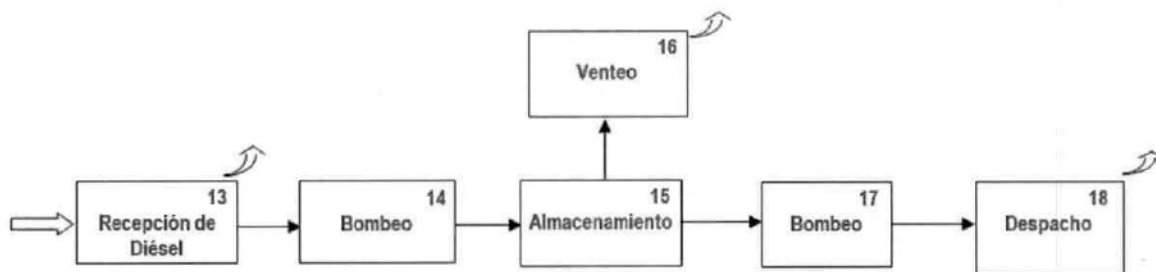 16
Venteo
13
Recepción de
Diésel
14
Bombeo
15
Almacenamiento
17
Bombeo
18
Despacho